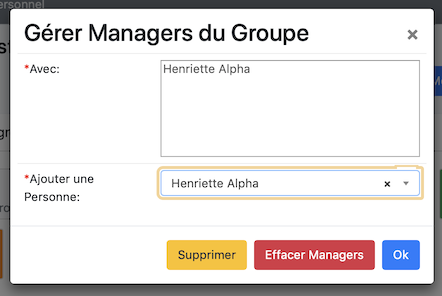 ersonnel
Gérer Managers du Groupe
×
*Avec:
Henriette Alpha
*Ajouter une
Personne:
Henriette Alpha
×
Supprimer
Effacer Managers
Ok